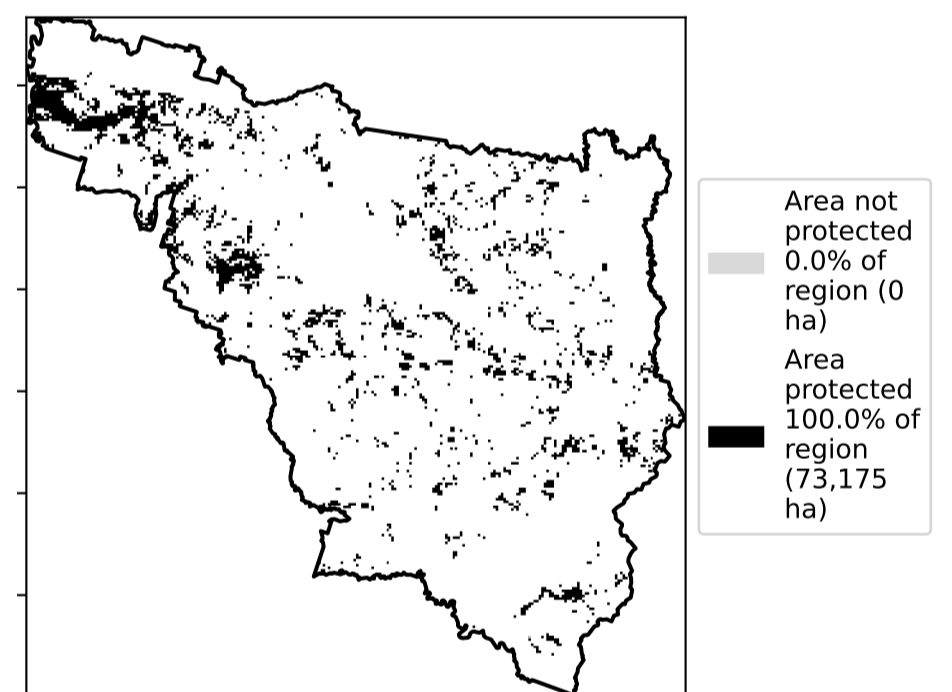 Area not
protected
0.0% of
region (0
ha)
Area
protected
100.0% of
region
(73,175
ha)